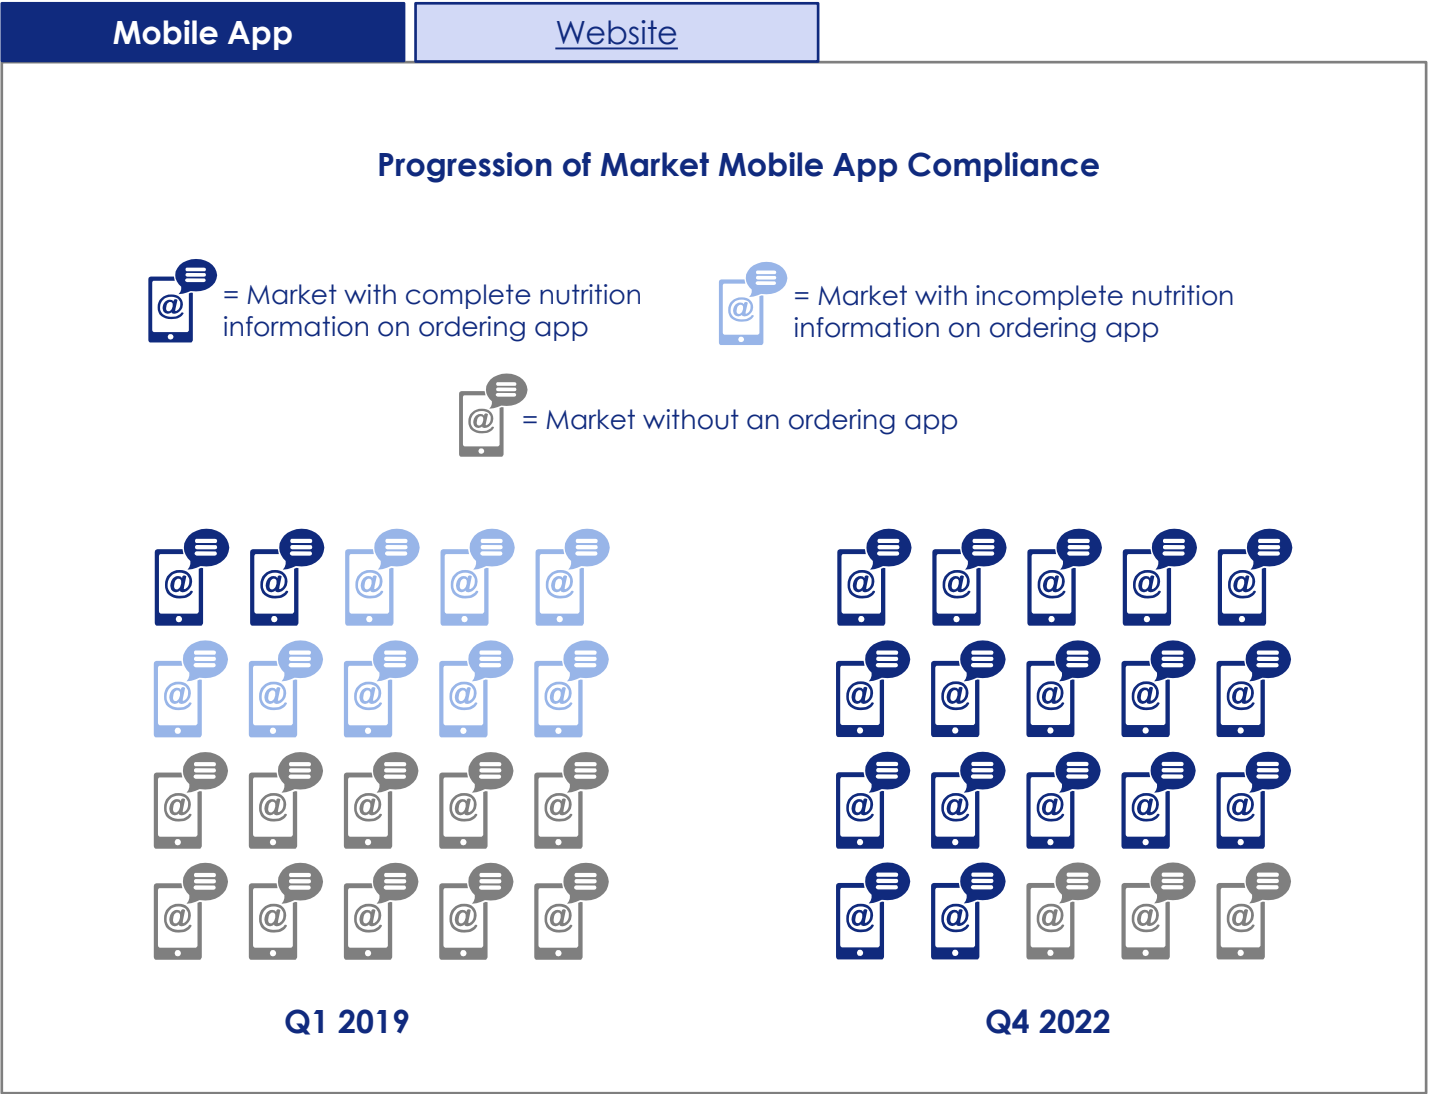 Mobile App
Website
Progression of Market Mobile App Compliance
@
= Market with complete nutrition
information on ordering app
@
= Market with incomplete nutrition
information on ordering app
@
= Market without an ordering app
@ @ @ @ @
@ @ @ @ @
@ @ @ @ @
@ @ @ @ @
@ @ @ @ @
@ @ @ @ @
@ @ @ @ @
@ @ @ @ @
Q1 2019
Q4 2022